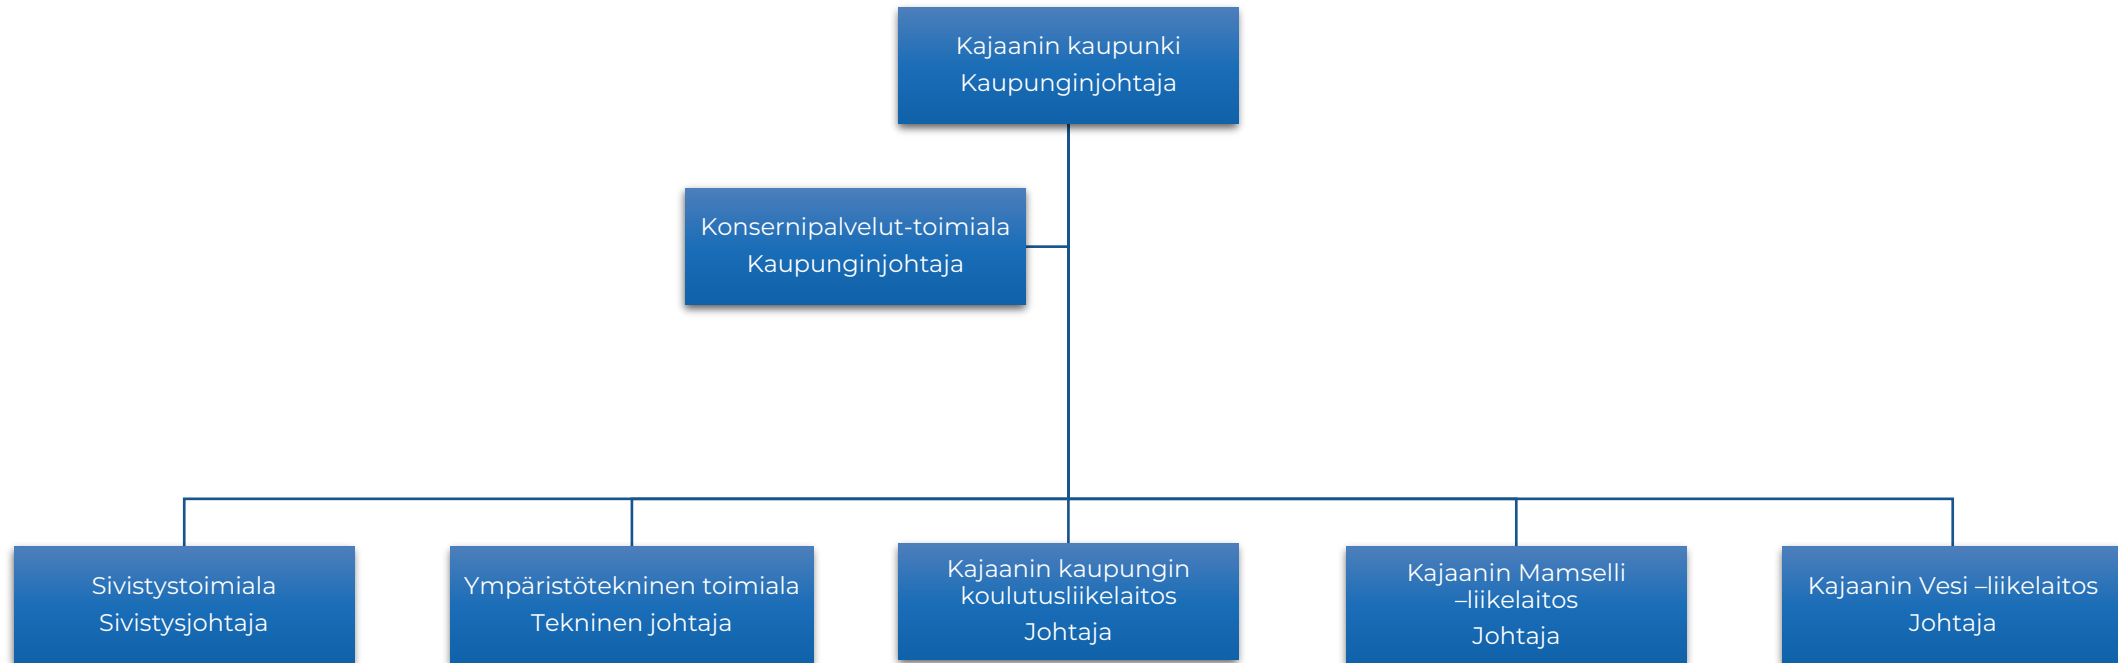 Kajaanin kaupunki
Kaupunginjohtaja
Konsernipalvelut-toimiala
Kaupunginjohtaja
Sivistystoimiala
Sivistysjohtaja
Ympäristötekninen toimiala
Tekninen johtaja
Kajaanin kaupungin
koulutusliikelaitos
Johtaja
Kajaanin Mamselli
–liikelaitos
Johtaja
Kajaanin Vesi –liikelaitos
Johtaja